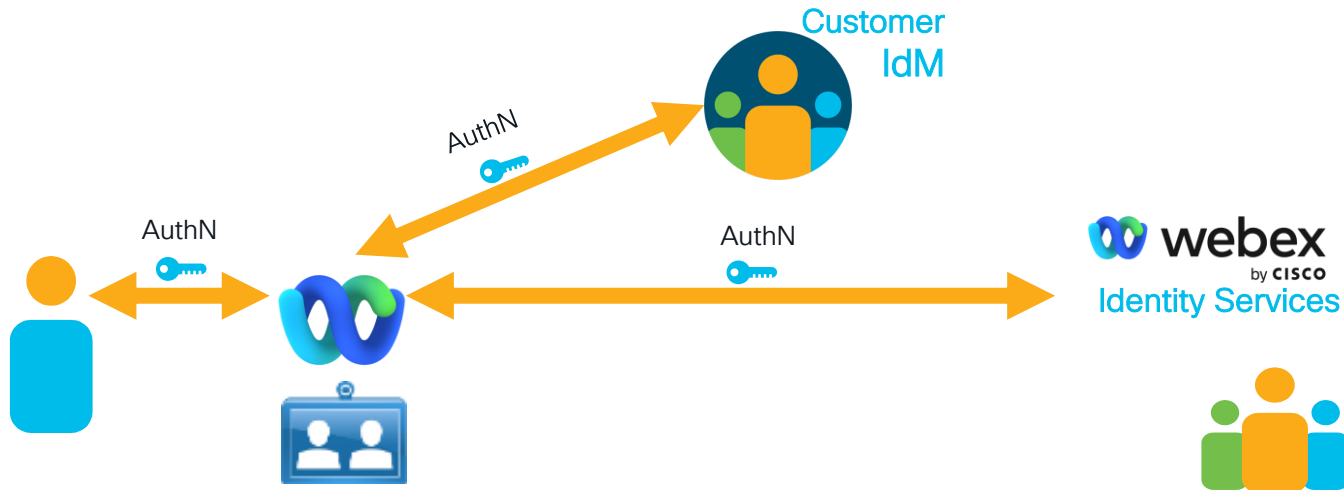 Customer
IdM
AuthN
AuthN
AuthN
webex
by CISCO
Identity Services